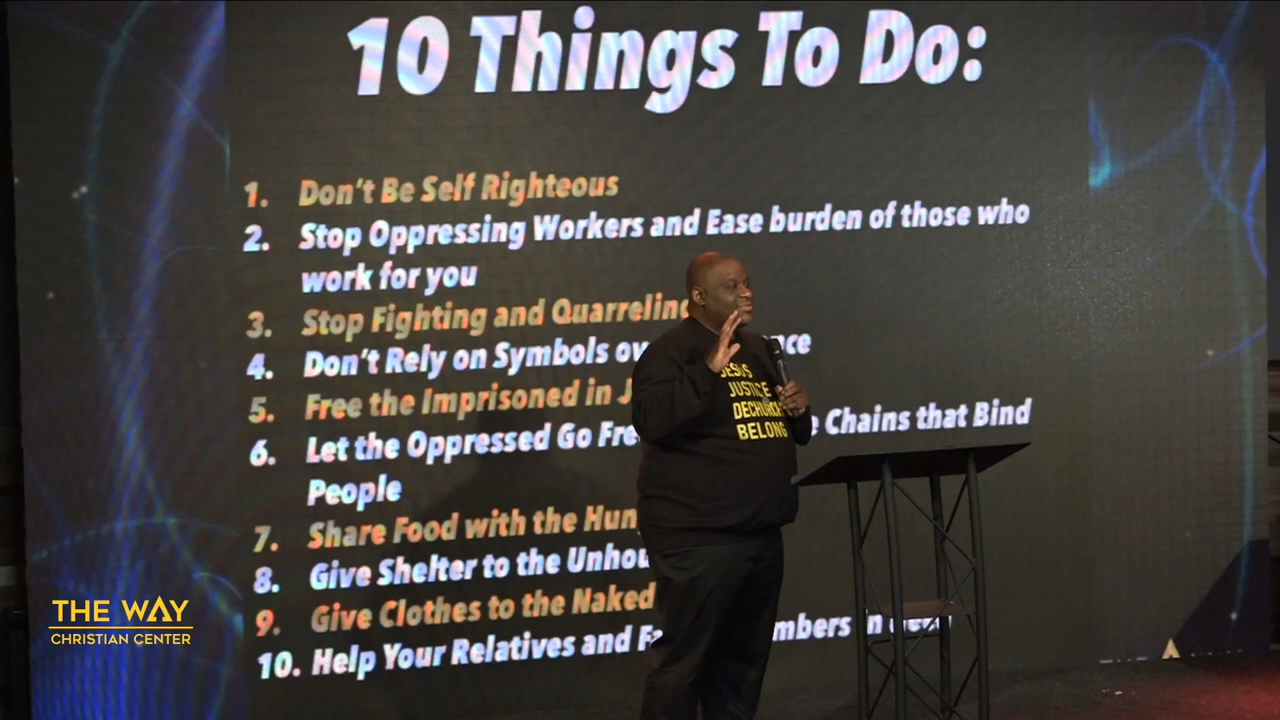 10 Things To Do:
1. Don't Be Self Righteous
2. Stop Oppressing Workers and Ease burden of those who
work for you
3. Stop Fighting and Quarreling
4. Don't Rely on Symbols
5. Free the Imprisoned in
6. Let the Oppressed Go Chains that Bind
People
7. Share Food with the
8. Give Shelter to the
9. Give Clothes to the Naked
10. Help Your Relatives and
JESUS
JUSTICE
BELONG
THE WAY
CHRISTIAN CENTER